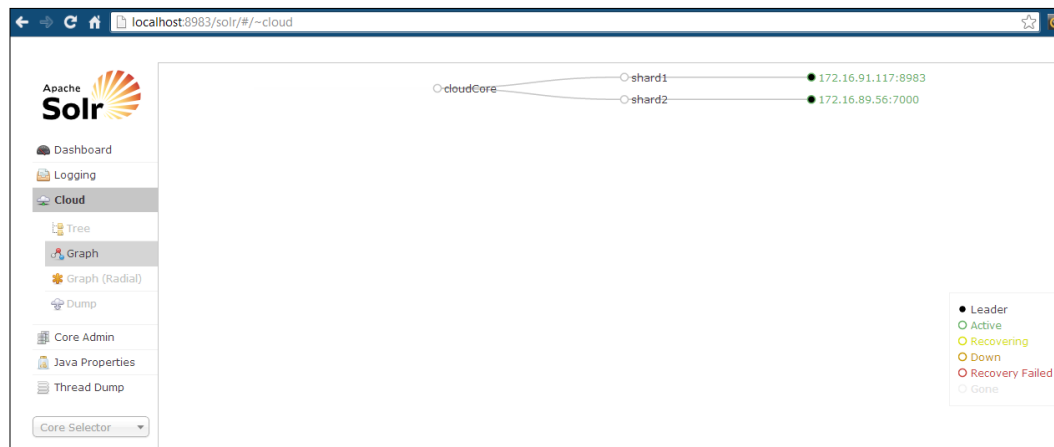 localhost:8983/solr/#/~cloud
Apache
Solr
Dashboard
Logging
Cloud
Tree
Graph
Graph (Radial)
Dump
Core Admin
Java Properties
Thread Dump
Core Selector
cloudCore
shard1
172.16.91.117:8983
shard2
172.16.89.56:7000
Leader
Active
Recovering
Down
Recovery Failed
Gone